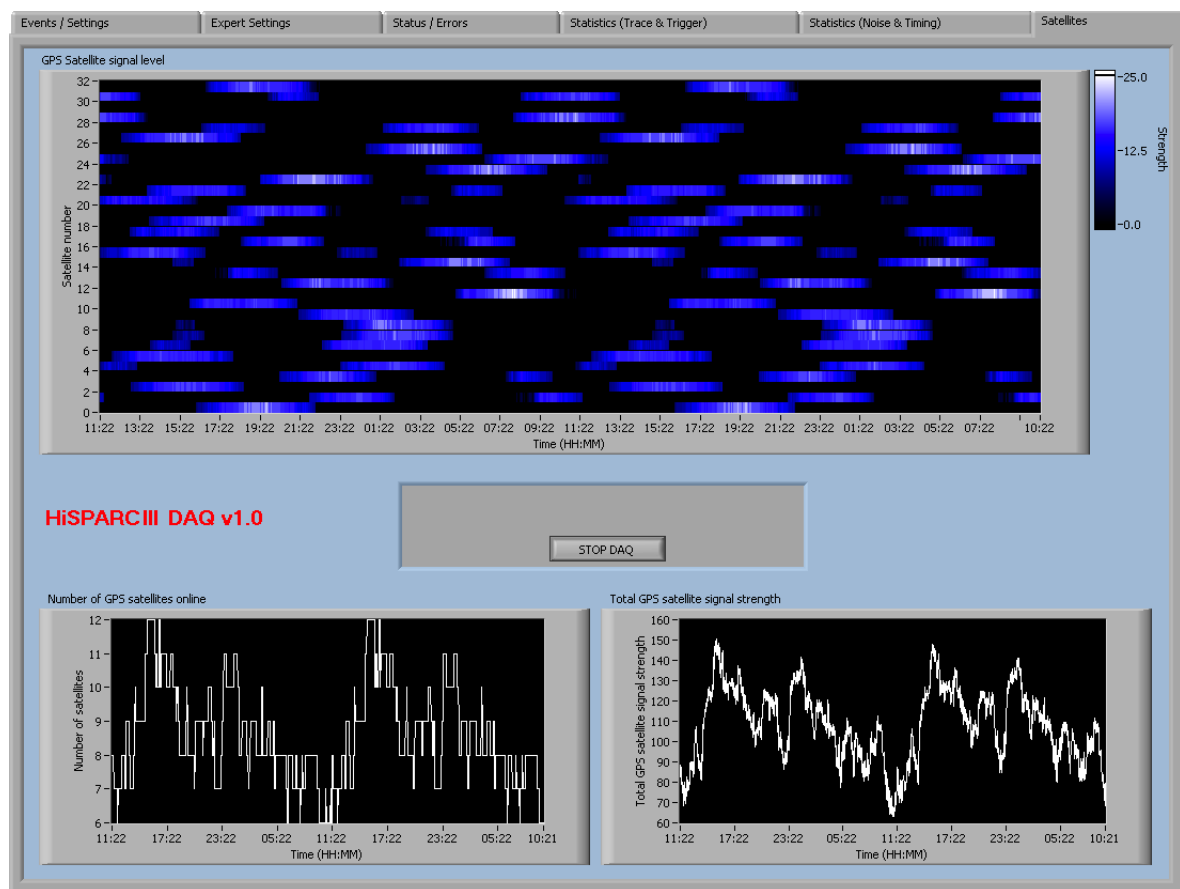 Events / Settings Expert Settings Status / Errors Statistics (Trace & Trigger) Statistics (Noise & Timing) Satellites
GPS Satellite signal level
32
30
28
26
24
22
20
18
16
14
12
10
8
6
4
2
0
Satellite number
11:22 13:22 15:22 17:22 19:22 21:22 23:22 01:22 03:22 05:22 07:22 09:22 11:22 13:22 15:22 17:22 19:22 21:22 23:22 01:22 03:22 05:22 07:22 10:22
Time (HH:MM)
25.0
12.5
0.0
Strength
HiSPARCIII DAQ v1.0
STOP DAQ
Number of GPS satellites online
12
11
10
9
8
7
6
Number of satellites
11:22 17:22 23:22 05:22 11:22 17:22 23:22 05:22 10:21
Time (HH:MM)
Total GPS satellite signal strength
160
150
140
130
120
110
100
90
80
70
60
Total GPS satellite signal strength
11:22 17:22 23:22 05:22 11:22 17:22 23:22 05:22 10:21
Time (HH:MM)